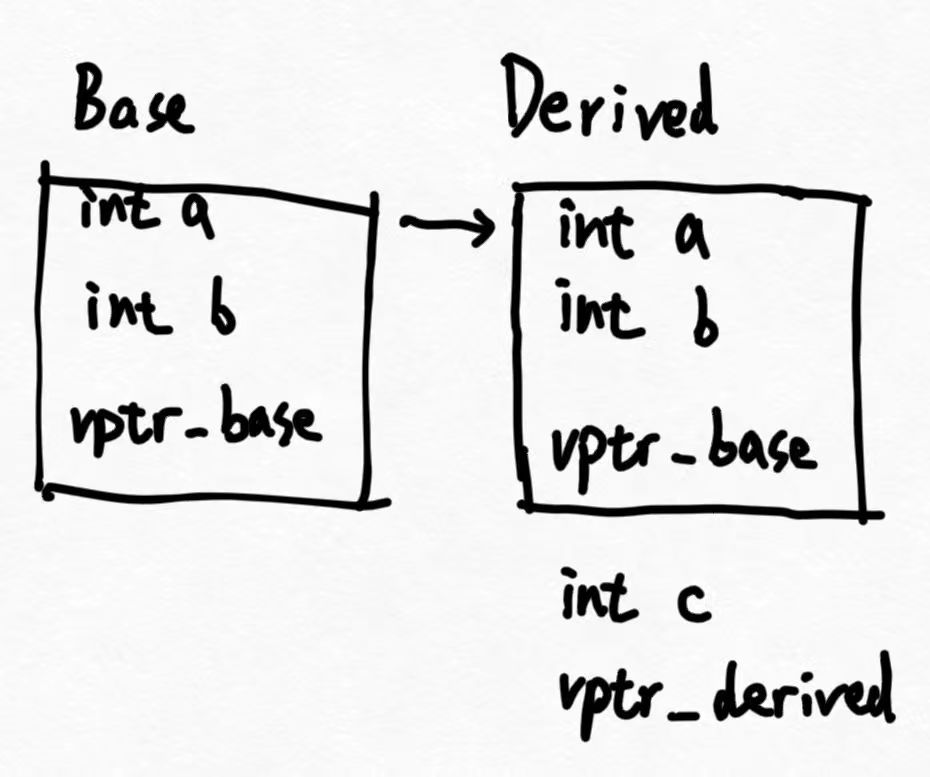 Base
int a
int b
vptr_base
Derived
int a
int b
vptr_base
int c
vptr_derived